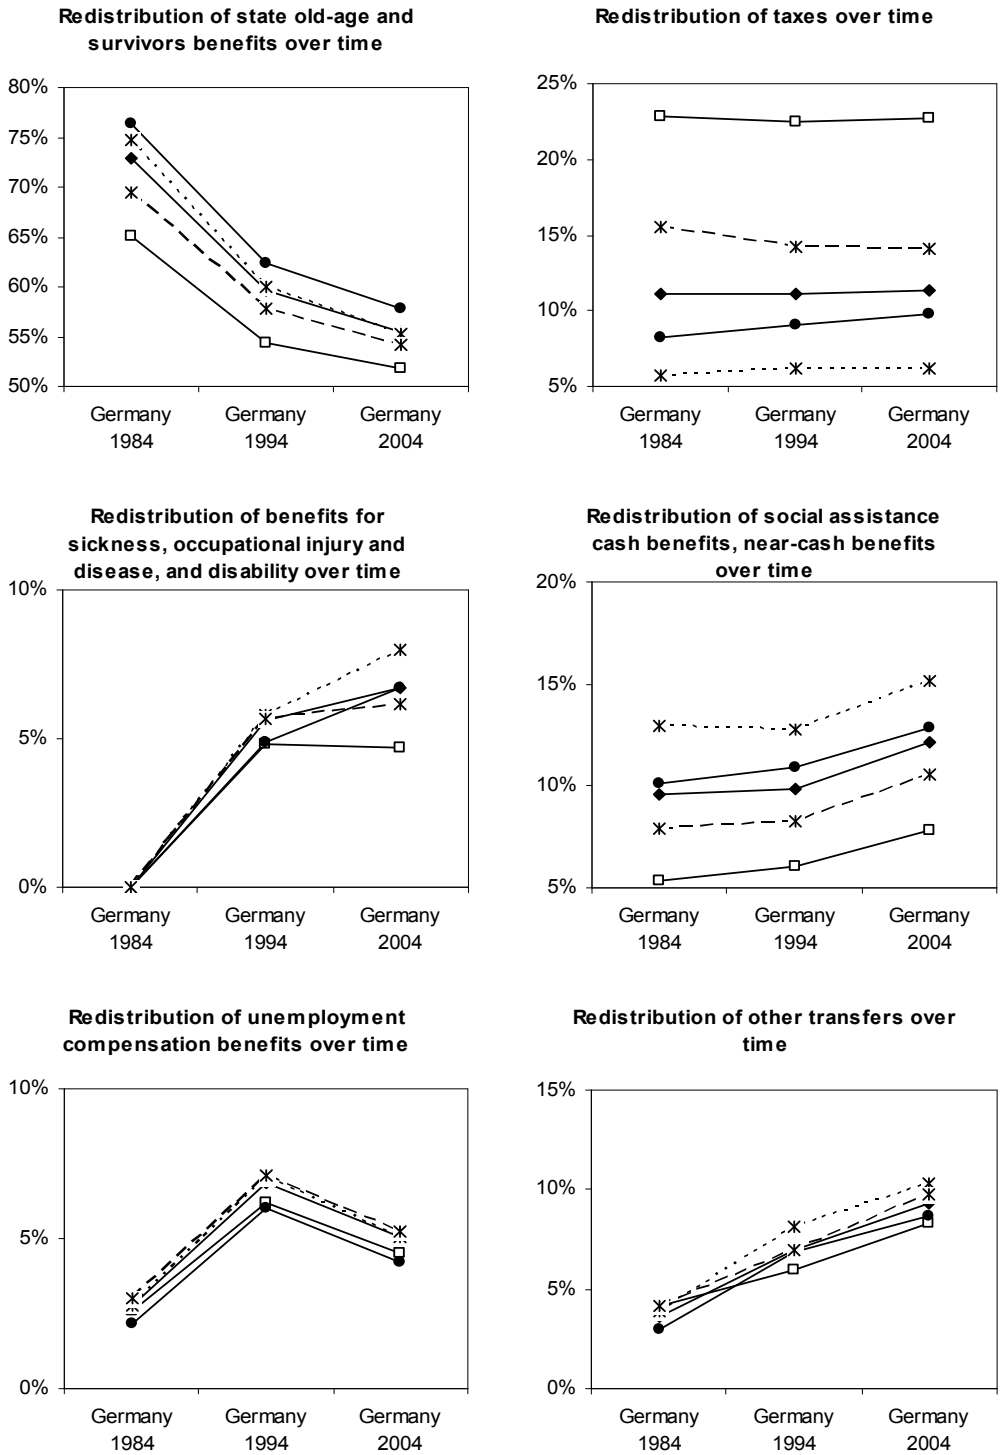 Redistribution of state old-age and
survivors benefits over time
80%
75%
70%
65%
60%
55%
50%
Germany
1984
Germany
1994
Germany
2004
Redistribution of taxes over time
25%
20%
15%
10%
5%
Germany
1984
Germany
1994
Germany
2004
Redistribution of benefits for
sickness, occupational injury and
disease, and disability over time
10%
5%
0%
Germany
1984
Germany
1994
Germany
2004
Redistribution of social assistance
cash benefits, near-cash benefits
over time
20%
15%
10%
5%
Germany
1984
Germany
1994
Germany
2004
Redistribution of unemployment
compensation benefits over time
10%
5%
0%
Germany
1984
Germany
1994
Germany
2004
Redistribution of other transfers over
time
15%
10%
5%
0%
Germany
1984
Germany
1994
Germany
2004